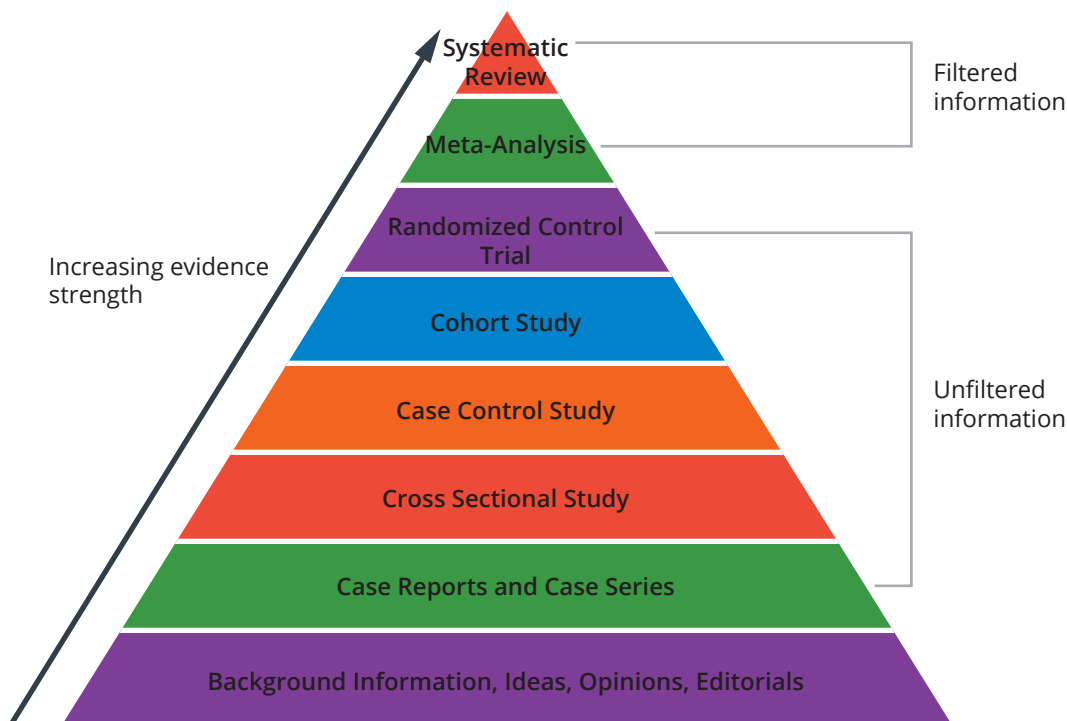 Systematic
Review
Filtered
information
Meta-Analysis
Randomized Control
Trial
Increasing evidence
strength
Cohort Study
Unfiltered
information
Case Control Study
Cross Sectional Study
Case Reports and Case Series
Background Information, Ideas, Opinions, Editorials